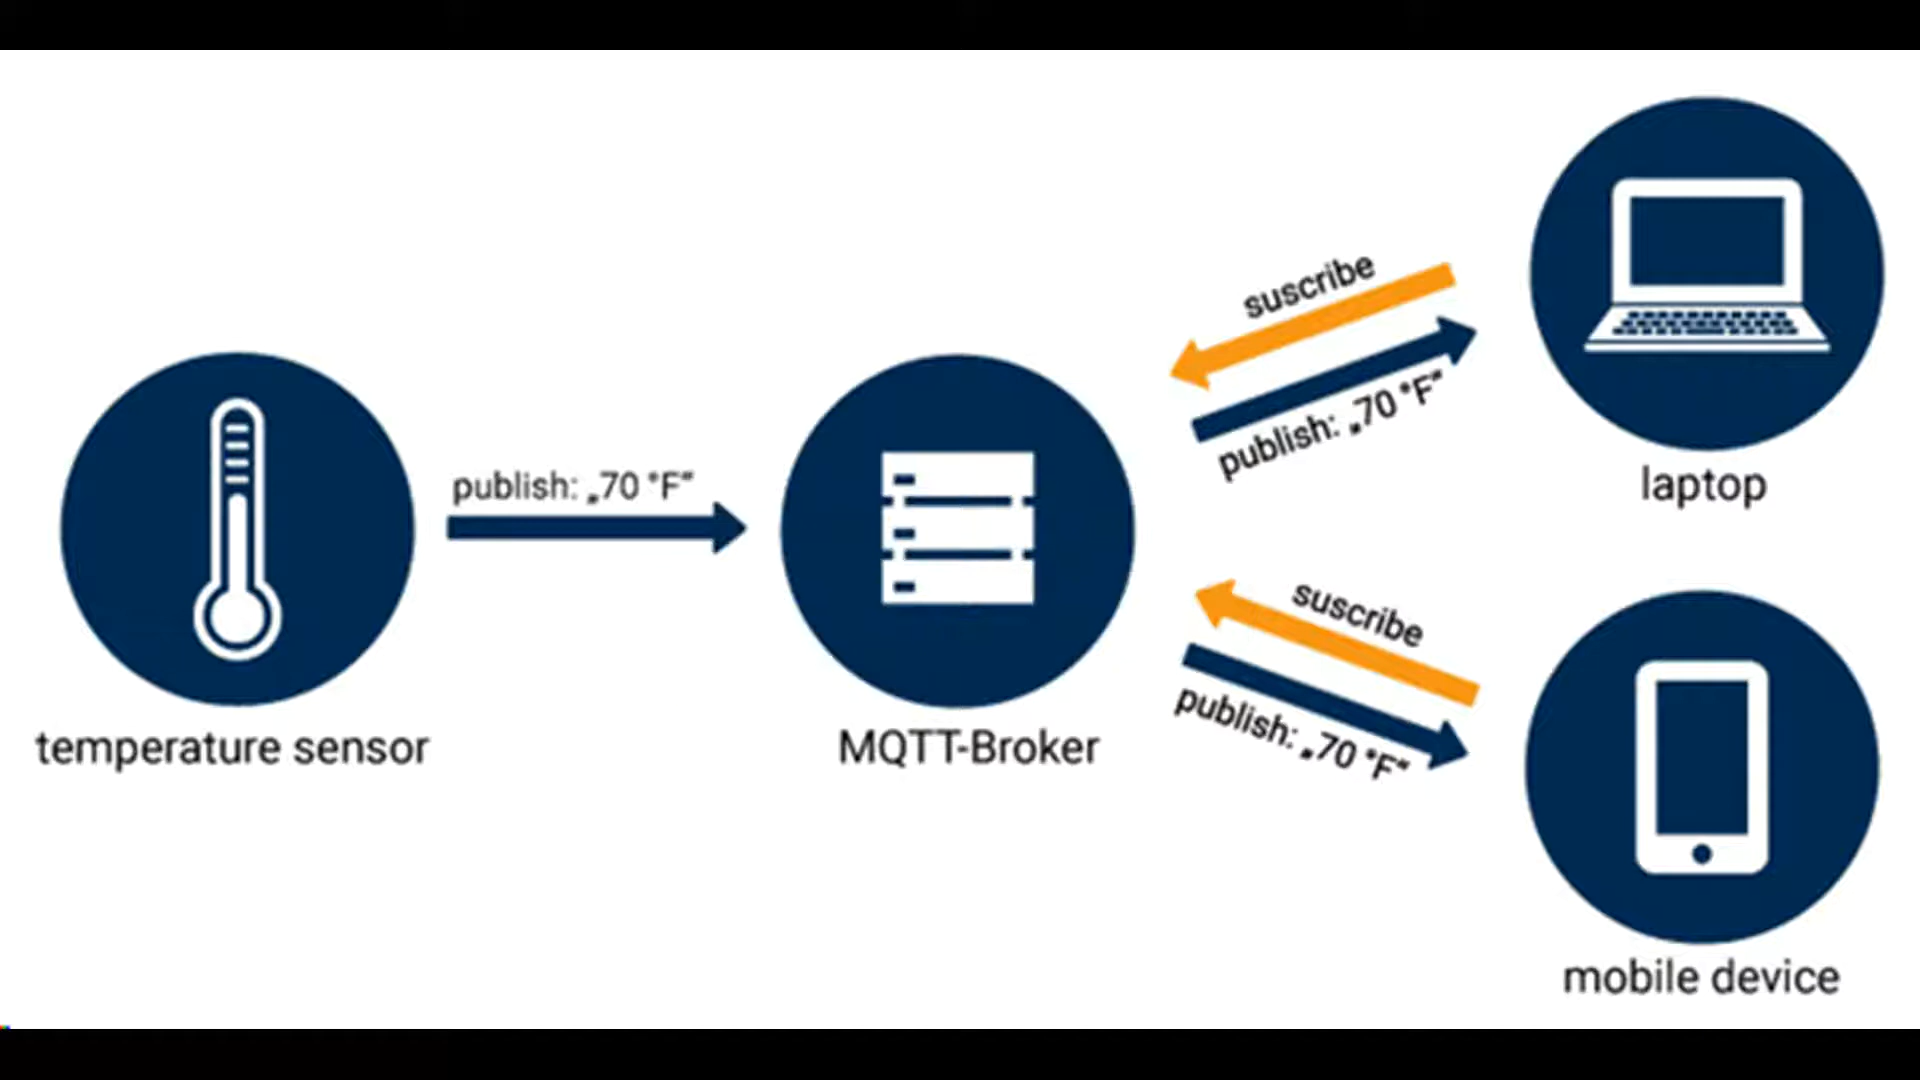 suscribe
publish: „70 °F“
laptop
publish: „70 °F“
suscribe
publish: „70 °F“
temperature sensor
MQTT-Broker
mobile device